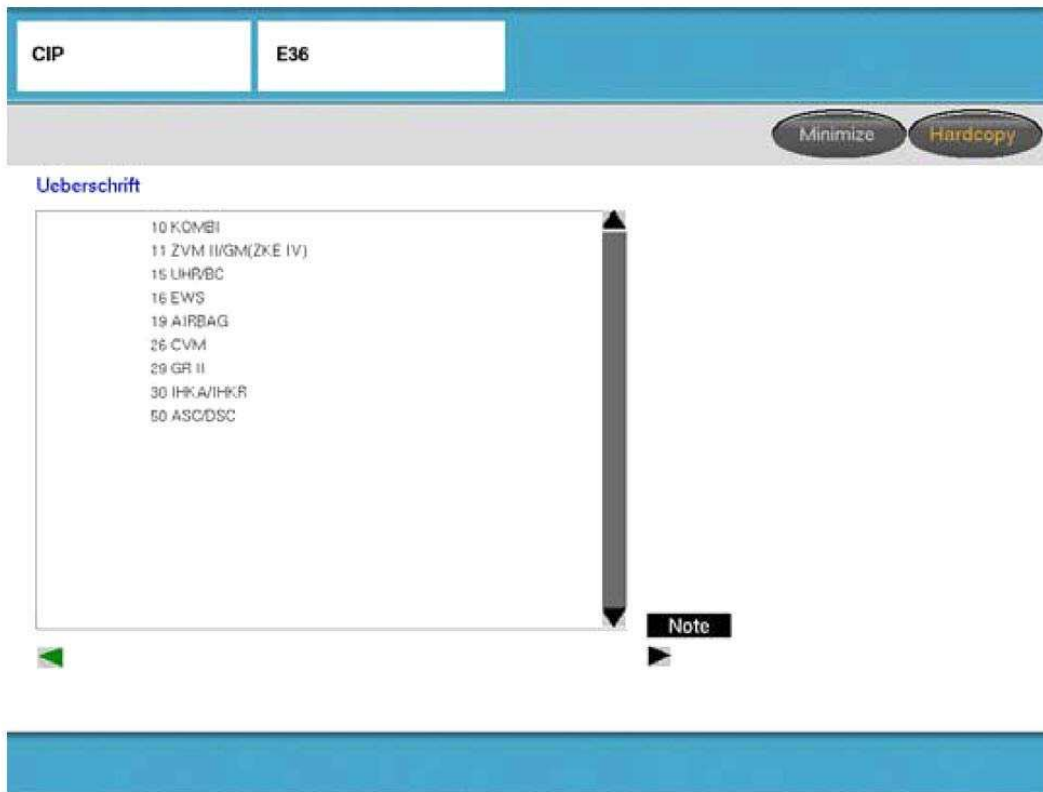 CIP
E36
Minimize
Hardcopy
Ueberschrift
10 KOMBI
11 ZVM II/GM(ZKE IV)
15 UHR/BC
16 EWS
19 AIRBAG
26 CVM
29 GR II
30 IHKA/IHKR
50 ASC/DSC
Note